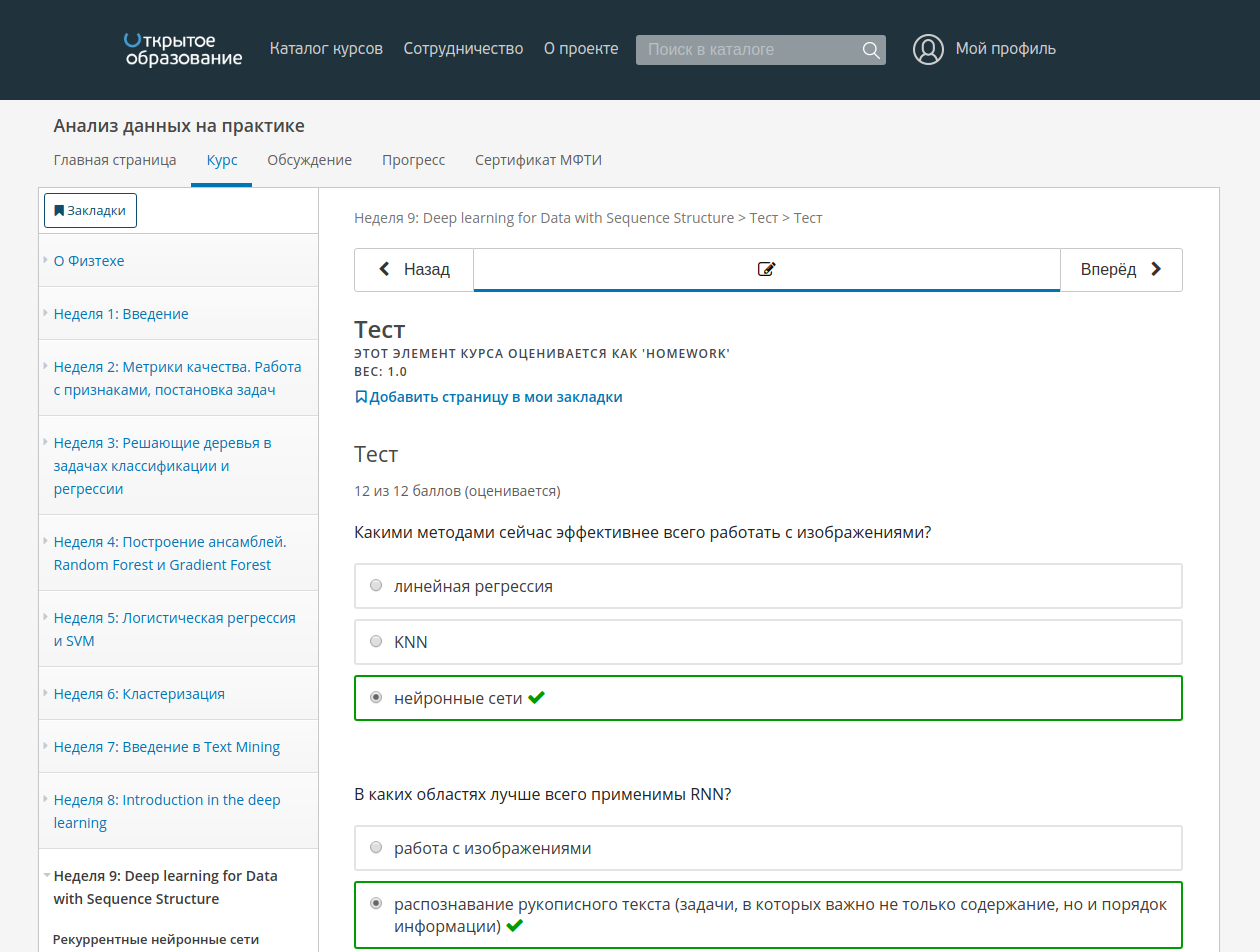 Открытое
образование
Каталог курсов
Сотрудничество
О проекте
Поиск в каталоге
Мой профиль
Анализ данных на практике
Главная страница
Курс
Обсуждение
Прогресс
Сертификат МФТИ
Закладки
О Физтехе
Неделя 1: Введение
Неделя 2: Метрики качества. Работа
с признаками, постановка задач
Неделя 3: Решающие деревья в
задачах классификации и
регрессии
Неделя 4: Построение ансамблей.
Random Forest и Gradient Forest
Неделя 5: Логистическая регрессия
и SVM
Неделя 6: Кластеризация
Неделя 7: Введение в Text Mining
Неделя 8: Introduction in the deep
learning
Неделя 9: Deep learning for Data
with Sequence Structure
Рекуррентные нейронные сети
Неделя 9: Deep learning for Data with Sequence Structure > Тест > Тест
Назад
Вперёд
Тест
ЭТОТ ЭЛЕМЕНТ КУРСА ОЦЕНИВАЕТСЯ КАК 'HOMEWORK'
ВЕС: 1.0
Добавить страницу в мои закладки
Тест
12 из 12 баллов (оценивается)
Какими методами сейчас эффективнее всего работать с изображениями?
линейная регрессия
KNN
нейронные сети
В каких областях лучше всего применимы RNN?
работа с изображениями
распознавание рукописного текста (задачи, в которых важно не только содержание, но и порядок
информации)